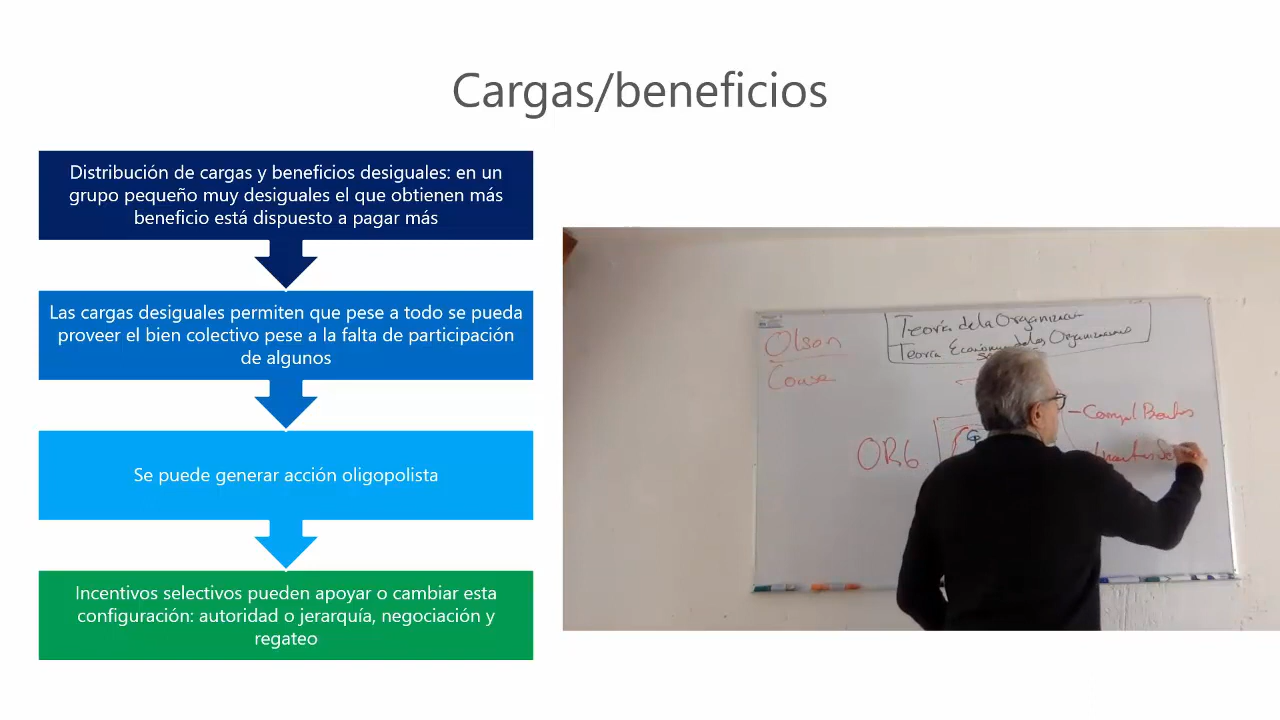 Cargas/beneficios
Distribución de cargas y beneficios desiguales: en un
grupo pequeño muy desiguales el que obtienen más
beneficio está dispuesto a pagar más
Las cargas desiguales permiten que pese a todo se pueda
proveer el bien colectivo pese a la falta de participación
de algunos
Se puede generar acción oligopolista
Incentivos selectivos pueden apoyar o cambiar esta
configuración: autoridad o jerarquía, negociación y
regateo
Teoría de la
Olson
Teoría